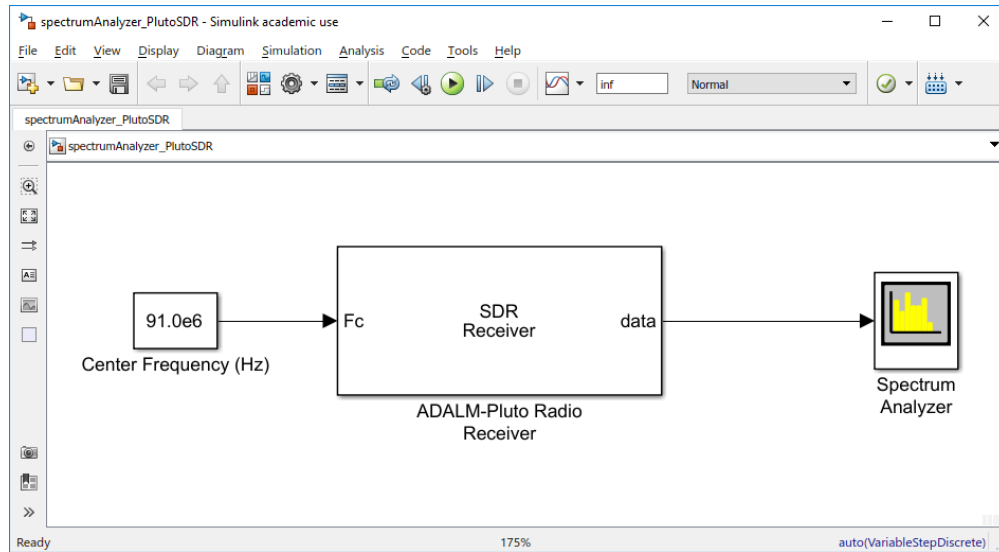 spectrumAnalyzer_PlutoSDR - Simulink academic use
File Edit View Display Diagram Simulation Analysis Code Tools Help
inf
Normal
spectrumAnalyzer_PlutoSDR
spectrumAnalyzer_PlutoSDR
91.0e6
Center Frequency (Hz)
Fc
SDR
Receiver
data
ADALM-Pluto Radio
Receiver
Spectrum
Analyzer
Ready
175%
auto(VariableStepDiscrete)